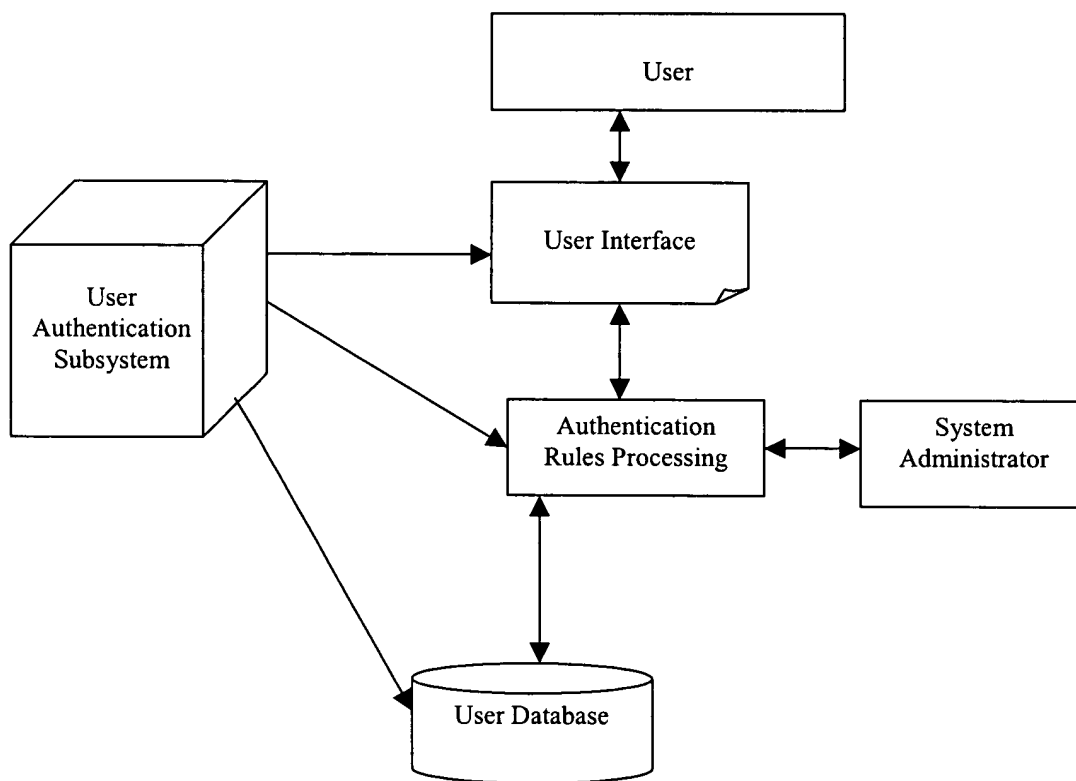 User
User Interface
User
Authentication
Subsystem
Authentication
Rules Processing
System
Administrator
User Database